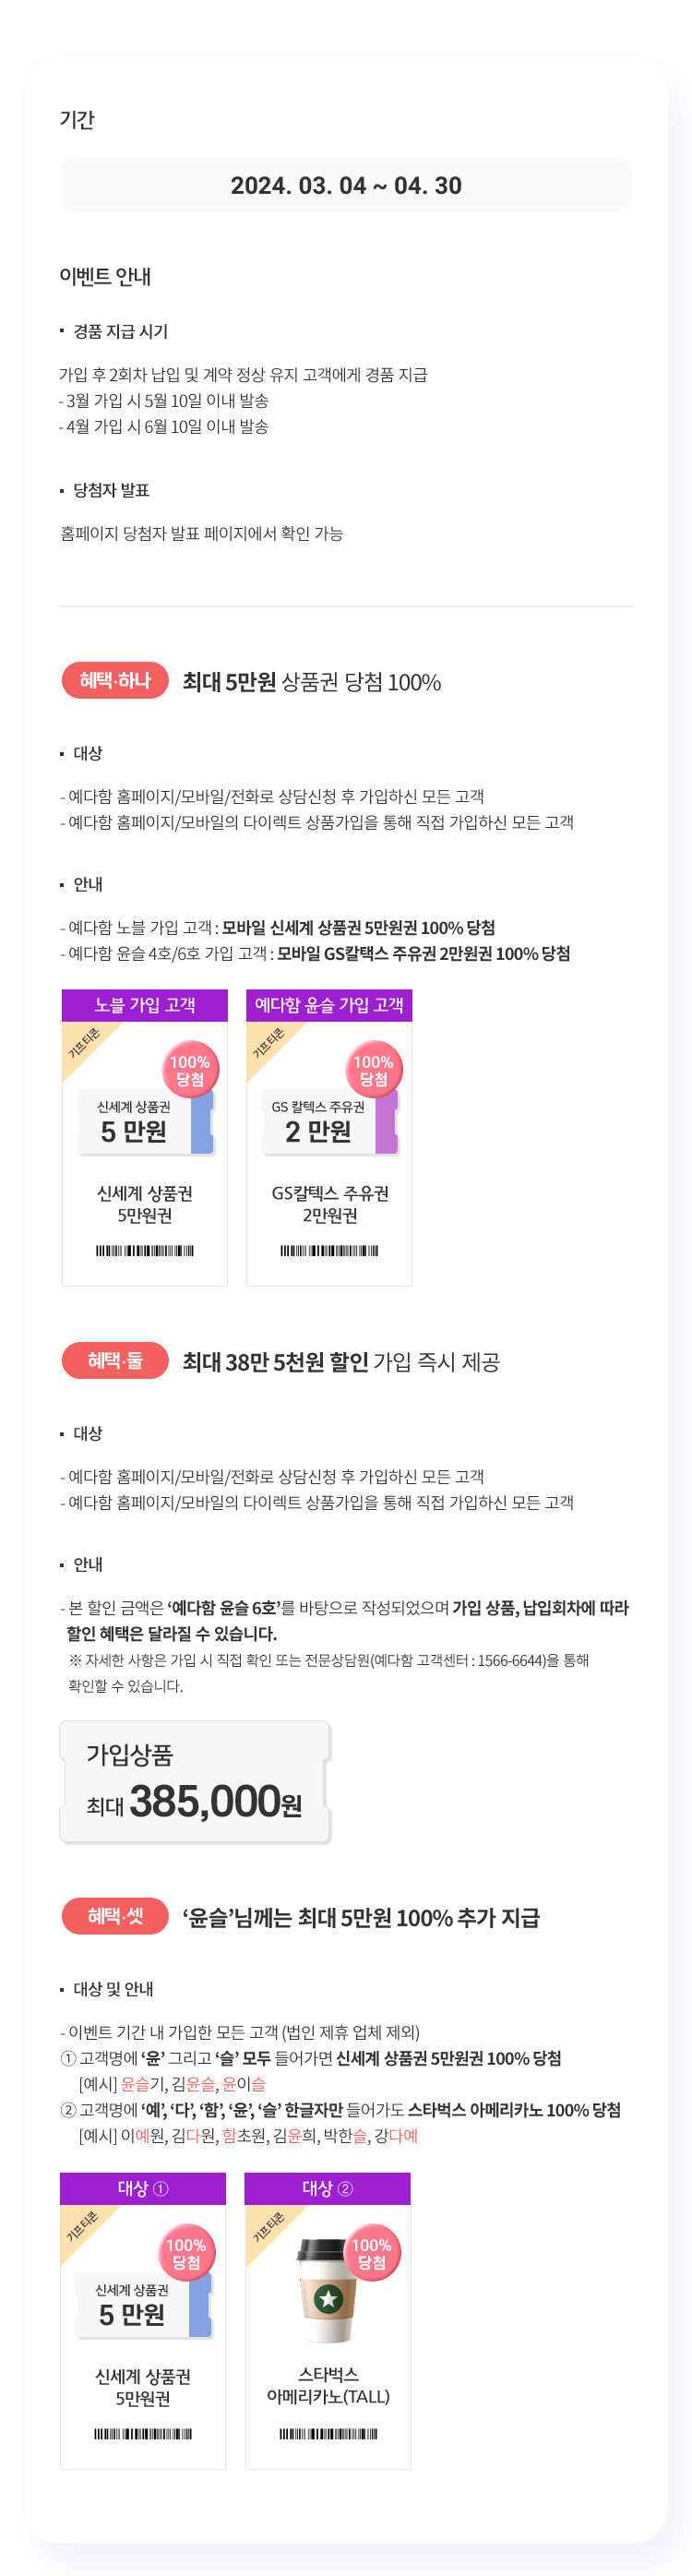 기간
2024. 03. 04 ~ 04. 30
이벤트 안내
▪ 경품 지급 시기
가입 후 2회차 납입 및 계약 정상 유지 고객에게 경품 지급
- 3월 가입 시 5월 10일 이내 발송
- 4월 가입 시 6월 10일 이내 발송
▪ 당첨자 발표
홈페이지 당첨자 발표 페이지에서 확인 가능
혜택·하나 최대 5만원 상품권 당첨 100%
▪ 대상
- 예다함 홈페이지/모바일/전화로 상담신청 후 가입하신 모든 고객
- 예다함 홈페이지/모바일의 다이렉트 상품가입을 통해 직접 가입하신 모든 고객
▪ 안내
- 예다함 노블 가입 고객 : 모바일 신세계 상품권 5만원권 100% 당첨
- 예다함 윤슬 4호/6호 가입 고객 : 모바일 GS칼택스 주유권 2만원권 100% 당첨
노블 가입 고객
기프티콘
100%
당첨
신세계 상품권
5 만원
신세계 상품권
5만원권
예다함 윤슬 가입 고객
기프티콘
100%
당첨
GS 칼텍스 주유권
2 만원
GS칼텍스 주유권
2만원권
혜택·둘 최대 38만 5천원 할인 가입 즉시 제공
▪ 대상
- 예다함 홈페이지/모바일/전화로 상담신청 후 가입하신 모든 고객
- 예다함 홈페이지/모바일의 다이렉트 상품가입을 통해 직접 가입하신 모든 고객
▪ 안내
- 본 할인 금액은 ‘예다함 윤슬 6호’를 바탕으로 작성되었으며 가입 상품, 납입회차에 따라
할인 혜택은 달라질 수 있습니다.
※ 자세한 사항은 가입 시 직접 확인 또는 전문상담원(예다함 고객센터 : 1566-6644)을 통해
확인할 수 있습니다.
가입상품
최대 385,000원
혜택·셋 ‘윤슬’님께는 최대 5만원 100% 추가 지급
▪ 대상 및 안내
- 이벤트 기간 내 가입한 모든 고객 (법인 제휴 업체 제외)
① 고객명에 ‘윤’ 그리고 ‘슬’ 모두 들어가면 신세계 상품권 5만원권 100% 당첨
[예시] 윤슬기, 김윤슬, 윤이슬
② 고객명에 ‘예’, ‘다’, ‘함’, ‘윤’, ‘슬’ 한글자만 들어가도 스타벅스 아메리카노 100% 당첨
[예시] 이예원, 김다원, 함초원, 김윤희, 박한슬, 강다예
대상 ①
기프티콘
100%
당첨
신세계 상품권
5 만원
신세계 상품권
5만원권
대상 ②
기프티콘
100%
당첨
스타벅스
아메리카노(TALL)